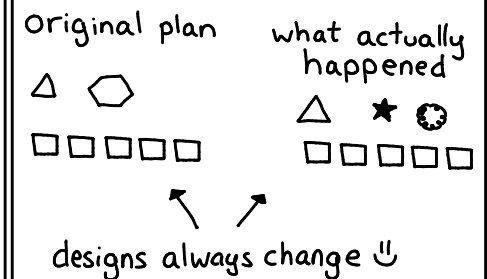 original plan
what actually
happened
designs always change